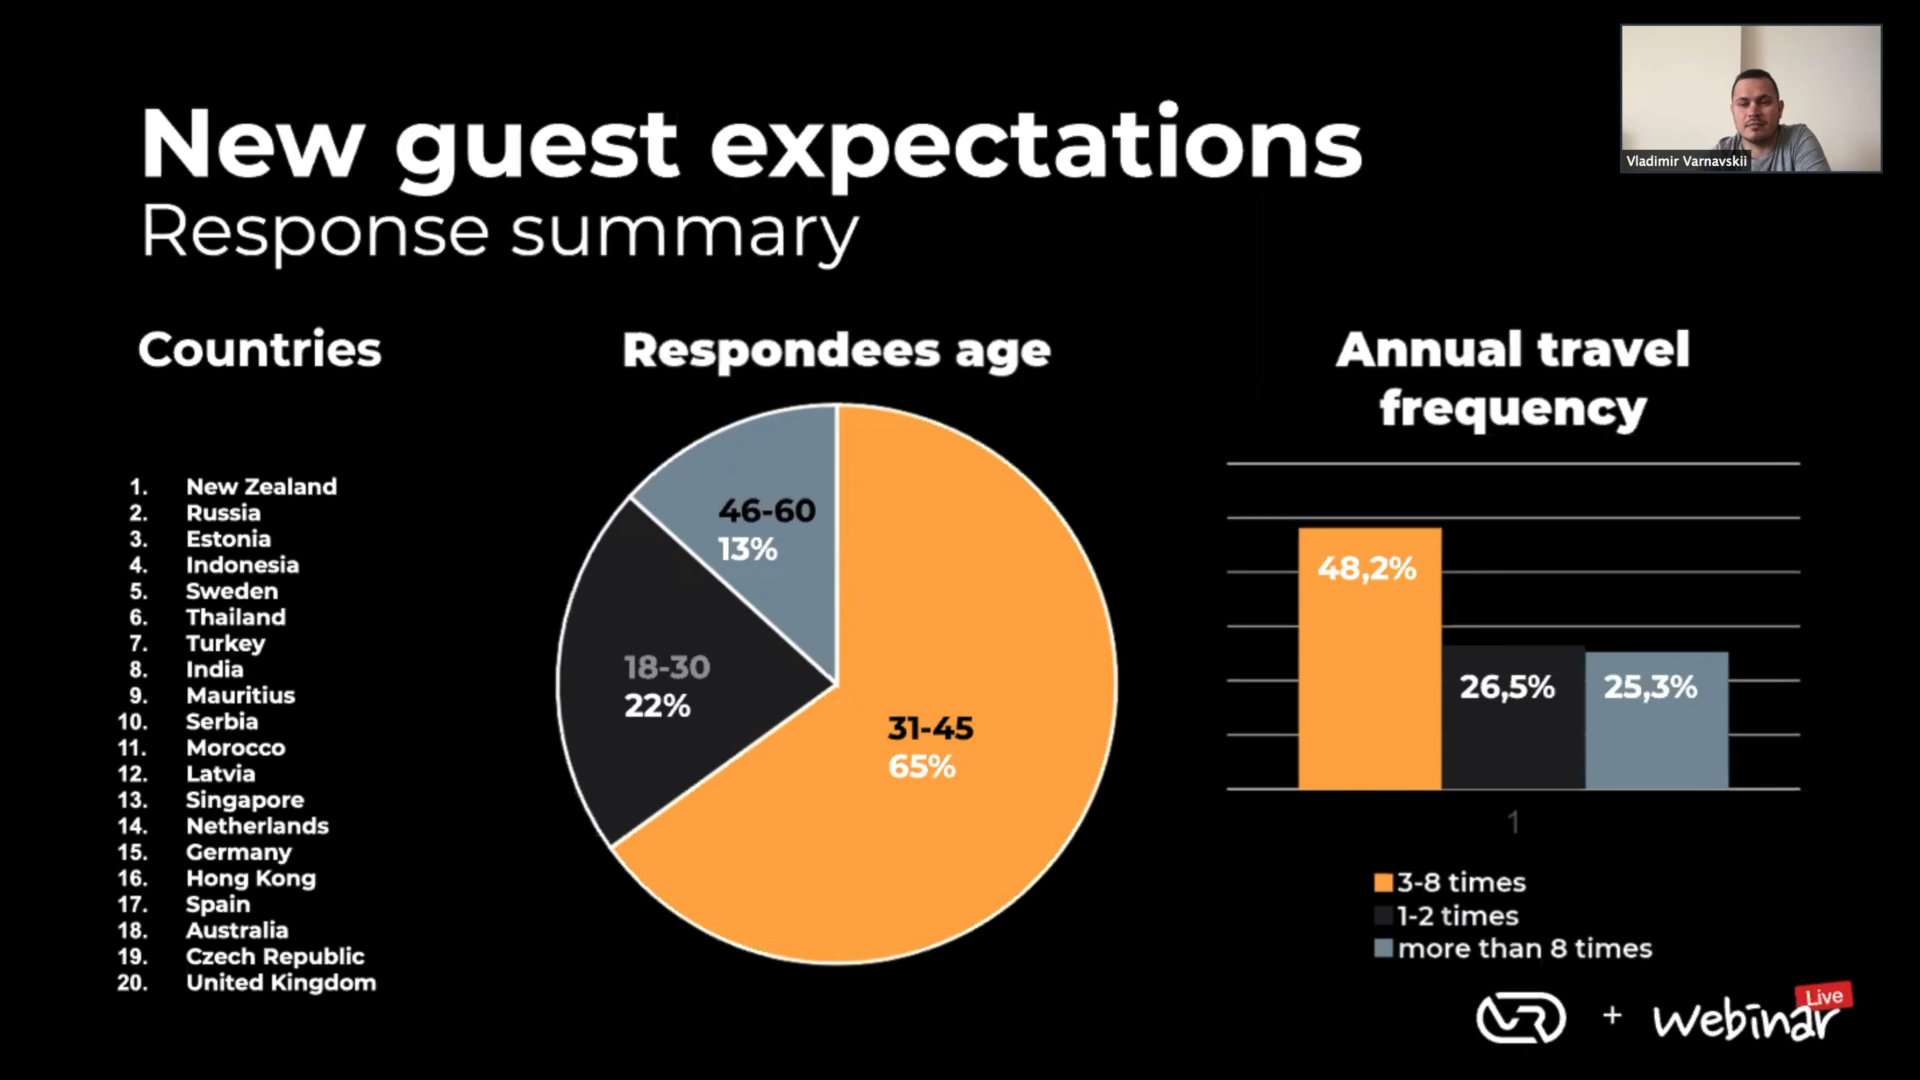 Vladimir Varnavskii
New guest expectations
Response summary
Countries
1. New Zealand
2. Russia
3. Estonia
4. Indonesia
5. Sweden
6. Thailand
7. Turkey
8. India
9. Mauritius
10. Serbia
11. Morocco
12. Latvia
13. Singapore
14. Netherlands
15. Germany
16. Hong Kong
17. Spain
18. Australia
19. Czech Republic
20. United Kingdom
Respondees age
46-60
13%
18-30
22%
31-45
65%
Annual travel
frequency
48,2%
26,5%
25,3%
1
3-8 times
1-2 times
more than 8 times
VR + webinar Live